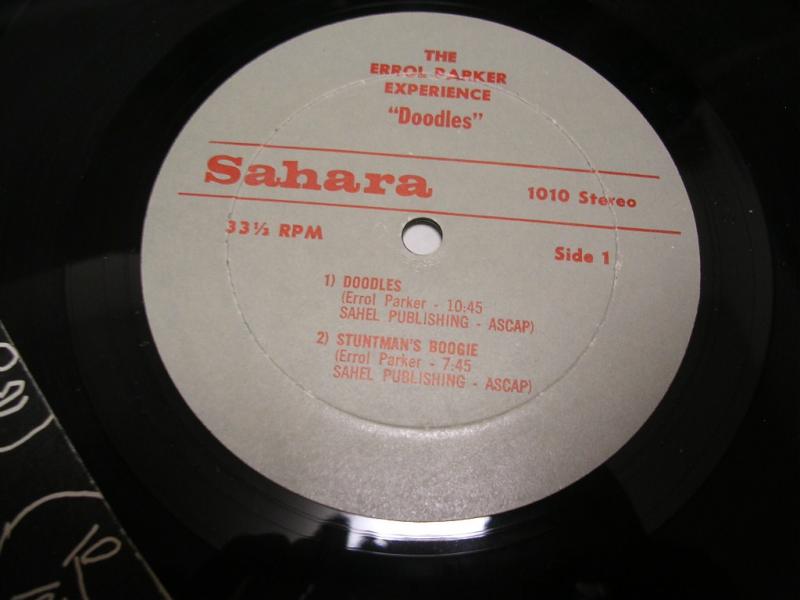 THE
ERROL PARKER
EXPERIENCE
"Doodles"
Sahara
1010 Stereo
33⅓ RPM
Side 1
1) DOODLES
(Errol Parker - 10:45
SAHEL PUBLISHING - ASCAP)
2) STUNTMAN'S BOOGIE
(Errol Parker - 7:45
SAHEL PUBLISHING - ASCAP)